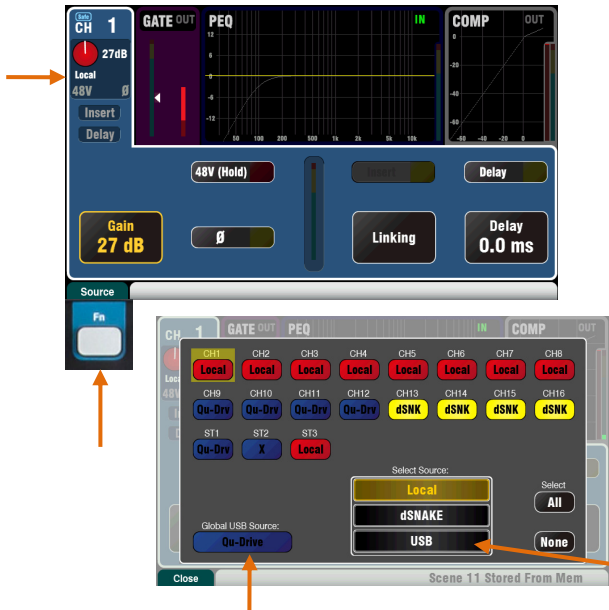 Safe
CH 1
27dB
Local
48V Ø
Insert
Delay
GATE OUT
PEQ IN
12
6
0
-6
-12
50 100 200 500 1k 2k 5k 10k
COMP OUT
0
-20
-40
-60
-60 -40 -20 0
48V (Hold)
Insert
Delay
Gain
27 dB
Ø
Linking
Delay
0.0 ms
Source
Fn
CH 1 GATE OUT PEQ IN COMP OUT
CH1 CH2 CH3 CH4 CH5 CH6 CH7 CH8
Local Local Local Local Local Local Local Local
CH9 CH10 CH11 CH12 CH13 CH14 CH15 CH16
Qu-Drv Qu-Drv Qu-Drv Qu-Drv dSNK dSNK dSNK dSNK
ST1 ST2 ST3
Qu-Drv X Local
Select Source:
Local
dSNAKE
USB
Select
All
None
Global USB Source:
Qu-Drive
Close
Scene 11 Stored From Mem